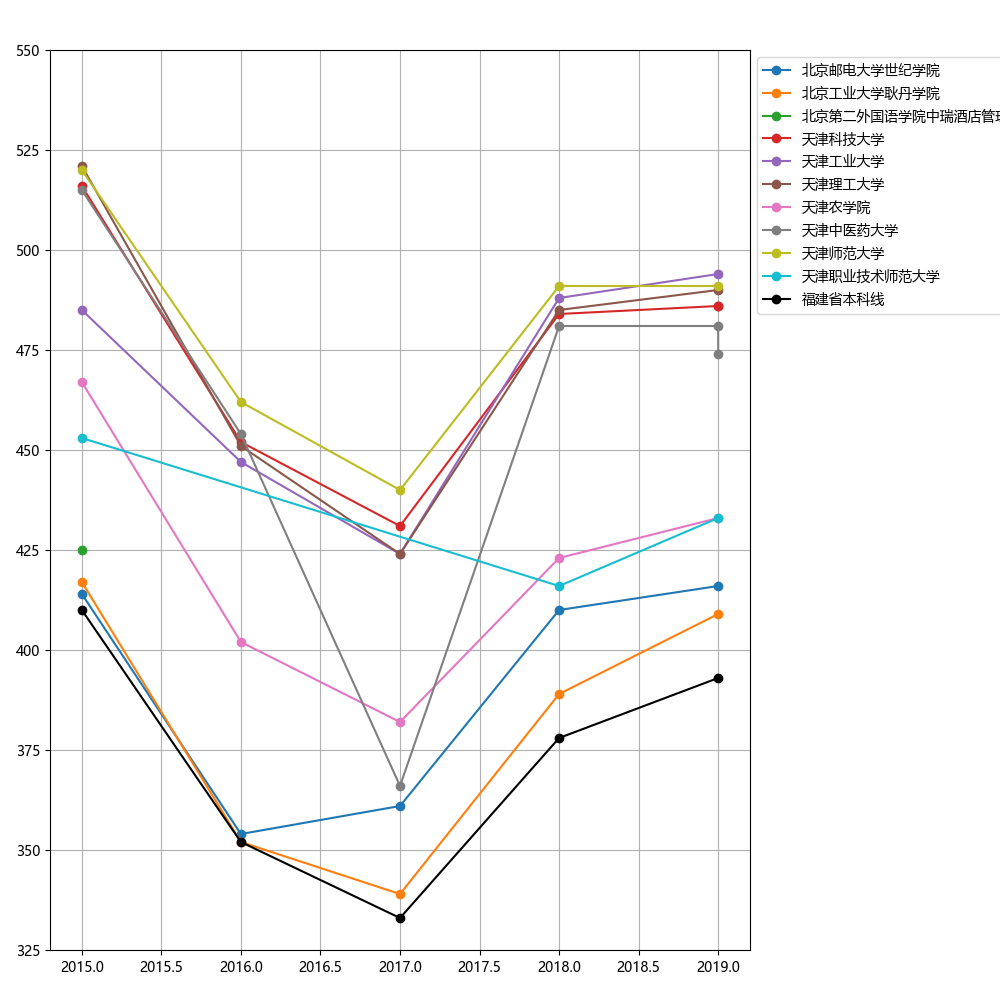 550
525
500
475
450
425
400
375
350
325
2015.0 2015.5 2016.0 2016.5 2017.0 2017.5 2018.0 2018.5 2019.0
北京邮电大学世纪学院
北京工业大学耿丹学院
北京第二外国语学院中瑞酒店管理
天津科技大学
天津工业大学
天津理工大学
天津农学院
天津中医药大学
天津师范大学
天津职业技术师范大学
福建省本科线